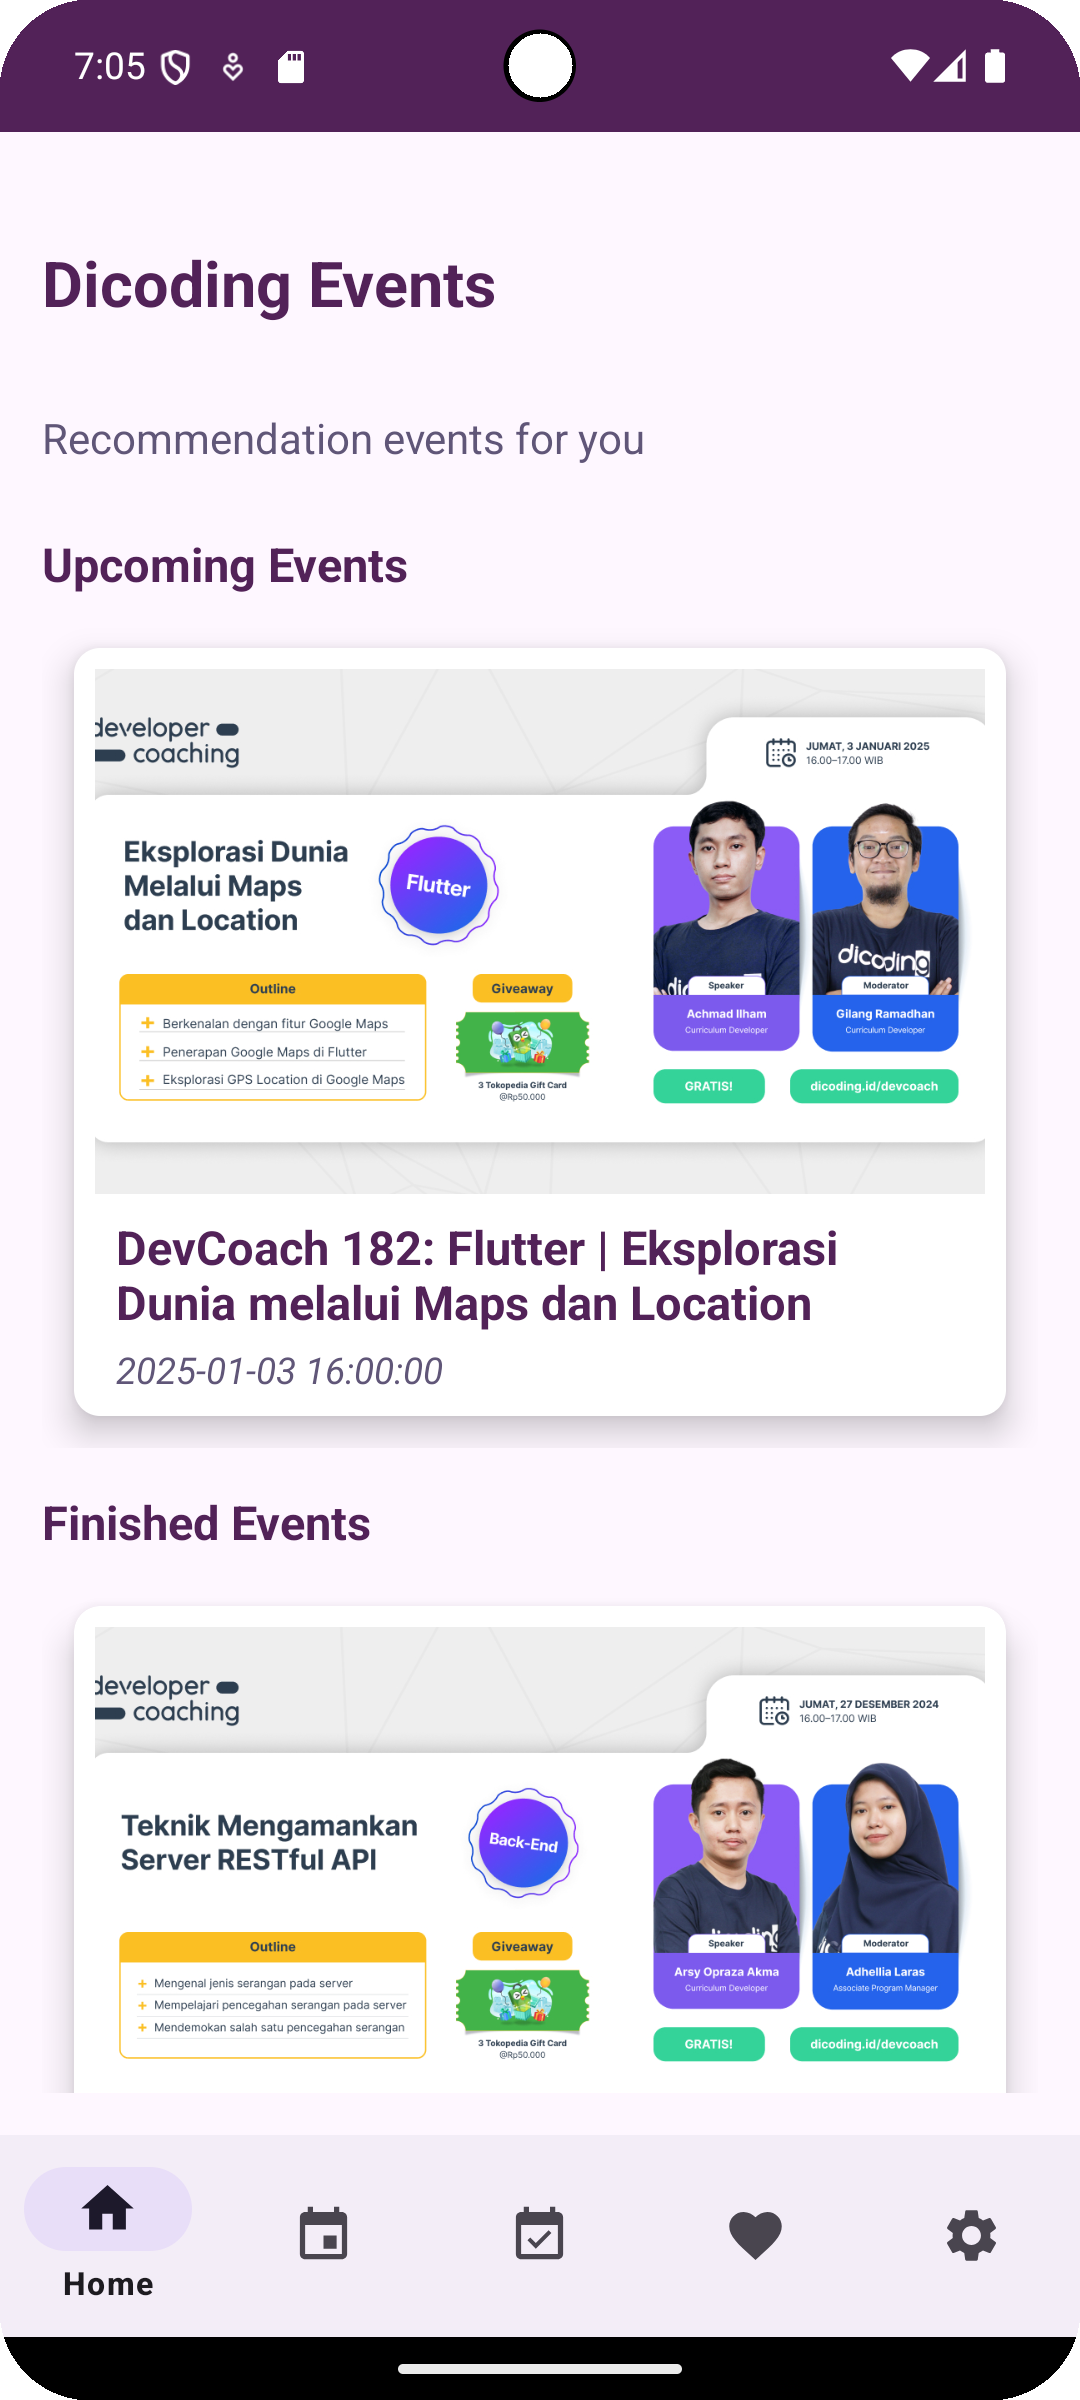 7:05
Dicoding Events
Recommendation events for you
Upcoming Events
developer
coaching
JUMAT, 3 JANUARI 2025
16.00–17.00 WIB
Eksplorasi Dunia
Melalui Maps
dan Location
Flutter
Outline
Berkenalan dengan fitur Google Maps
Penerapan Google Maps di Flutter
Eksplorasi GPS Location di Google Maps
Giveaway
3 Tokopedia Gift Card
@Rp50.000
dicoding
Speaker
Achmad Ilham
Curriculum Developer
Moderator
Gilang Ramadhan
Curriculum Developer
GRATIS!
dicoding.id/devcoach
DevCoach 182: Flutter | Eksplorasi
Dunia melalui Maps dan Location
2025-01-03 16:00:00
Finished Events
developer
coaching
JUMAT, 27 DESEMBER 2024
16.00–17.00 WIB
Teknik Mengamankan
Server RESTful API
Back-End
Outline
Mengenal jenis serangan pada server
Mempelajari pencegahan serangan pada server
Mendemokan salah satu pencegahan serangan
Giveaway
3 Tokopedia Gift Card
@Rp50.000
Speaker
Arsy Opraza Akma
Curriculum Developer
Moderator
Adhellia Laras
Associate Program Manager
GRATIS!
dicoding.id/devcoach
Home